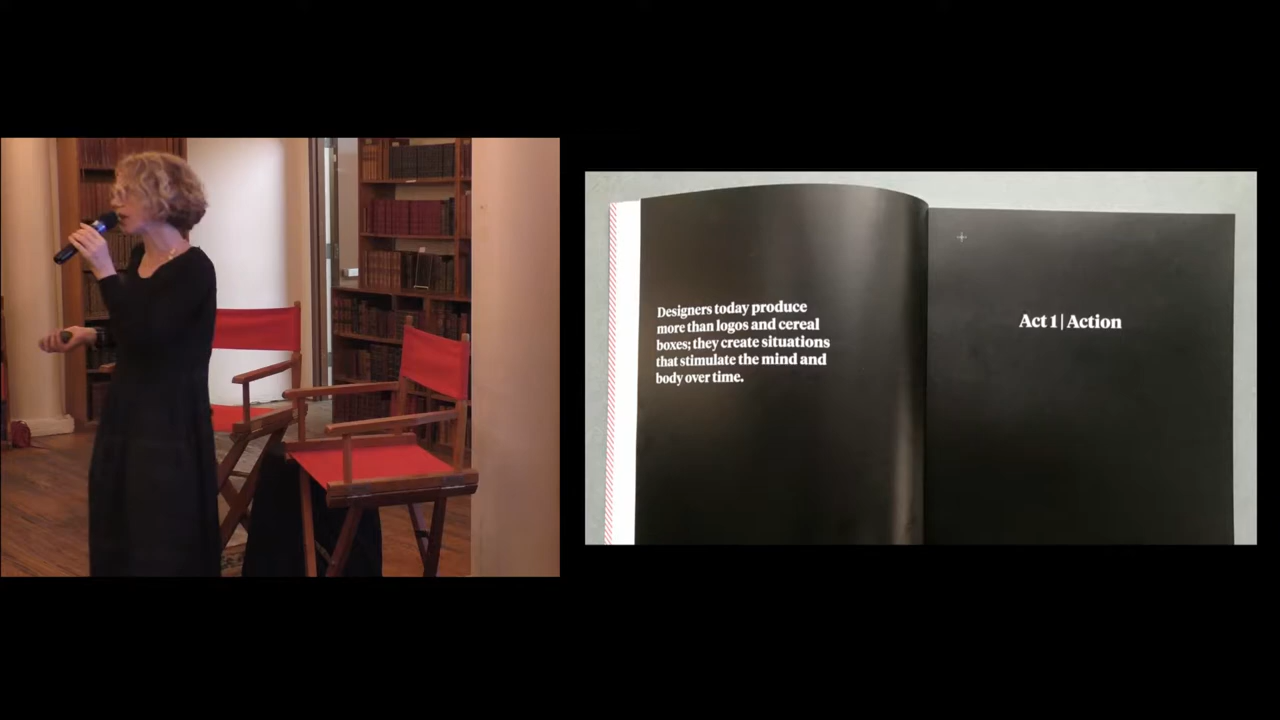 Designers today produce
more than logos and cereal
boxes; they create situations
that stimulate the mind and
body over time.
Act 1 | Action